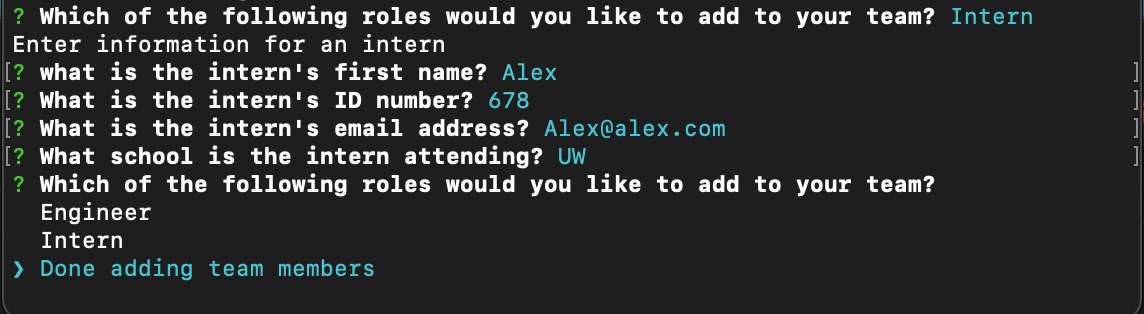 ? Which of the following roles would you like to add to your team? Intern
Enter information for an intern
[? what is the intern's first name? Alex ]
[? What is the intern's ID number? 678 ]
[? What is the intern's email address? Alex@alex.com ]
[? What school is the intern attending? UW ]
? Which of the following roles would you like to add to your team?
Engineer
Intern
❯ Done adding team members